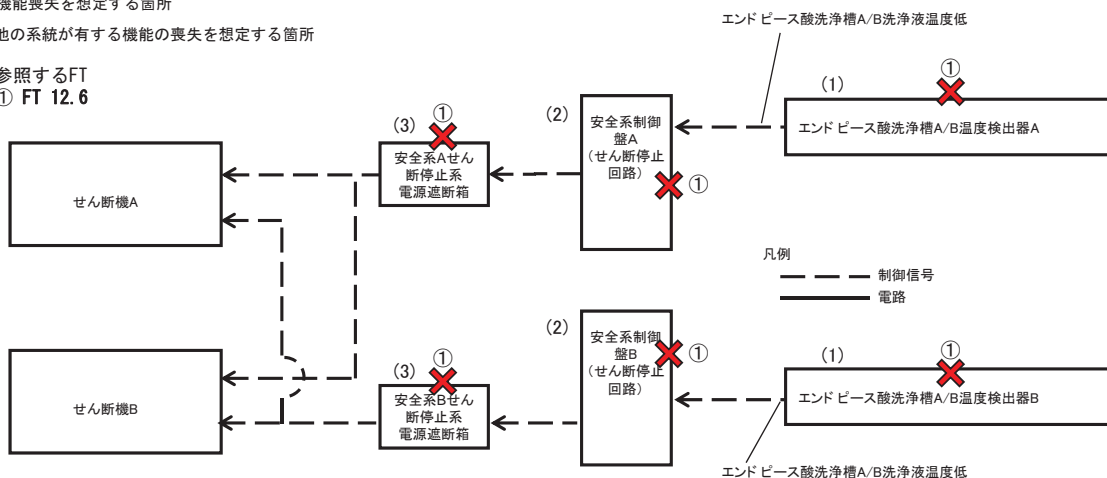 機能喪失を想定する箇所
他の系統が有する機能の喪失を想定する箇所
参照するFT
① FT 12.6
エンドピース酸洗浄槽A/B洗浄液温度低
(1)
①
エンドピース酸洗浄槽A/B温度検出器A
(2)
安全系制御
盤A
(せん断停止
回路)
①
(3)
①
安全系Aせん
断停止系
電源遮断箱
せん断機A
凡例
制御信号
電路
(2)
安全系制御
盤B
(せん断停止
回路)
①
(1)
①
エンドピース酸洗浄槽A/B温度検出器B
(3)
①
安全系Bせん
断停止系
電源遮断箱
せん断機B
エンドピース酸洗浄槽A/B洗浄液温度低